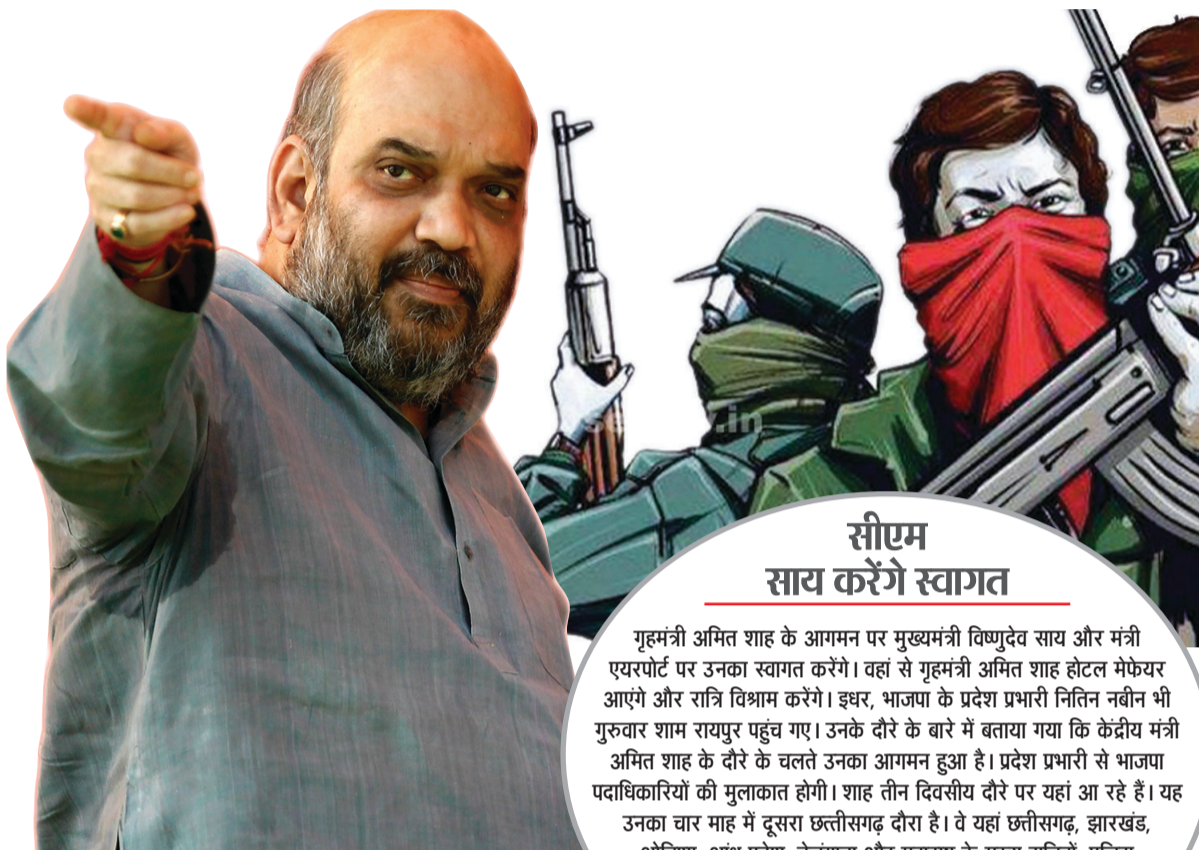 सीएम
साय करेंगे स्वागत
गृहमंत्री अमित शाह के आगमन पर मुख्यमंत्री विष्णुदेव साय और मंत्री
एयरपोर्ट पर उनका स्वागत करेंगे। वहां से गृहमंत्री अमित शाह होटल मेफेयर
आएंगे और रात्रि विश्राम करेंगे। इधर, भाजपा के प्रदेश प्रभारी नितिन नबीन भी
गुरुवार शाम रायपुर पहुंच गए। उनके दौरे के बारे में बताया गया कि केंद्रीय मंत्री
अमित शाह के दौरे के चलते उनका आगमन हुआ है। प्रदेश प्रभारी से भाजपा
पदाधिकारियों की मुलाकात होगी। शाह तीन दिवसीय दौरे पर यहां आ रहे हैं। यह
उनका चार माह में दूसरा छत्तीसगढ़ दौरा है। वे यहां छत्तीसगढ़, झारखंड,